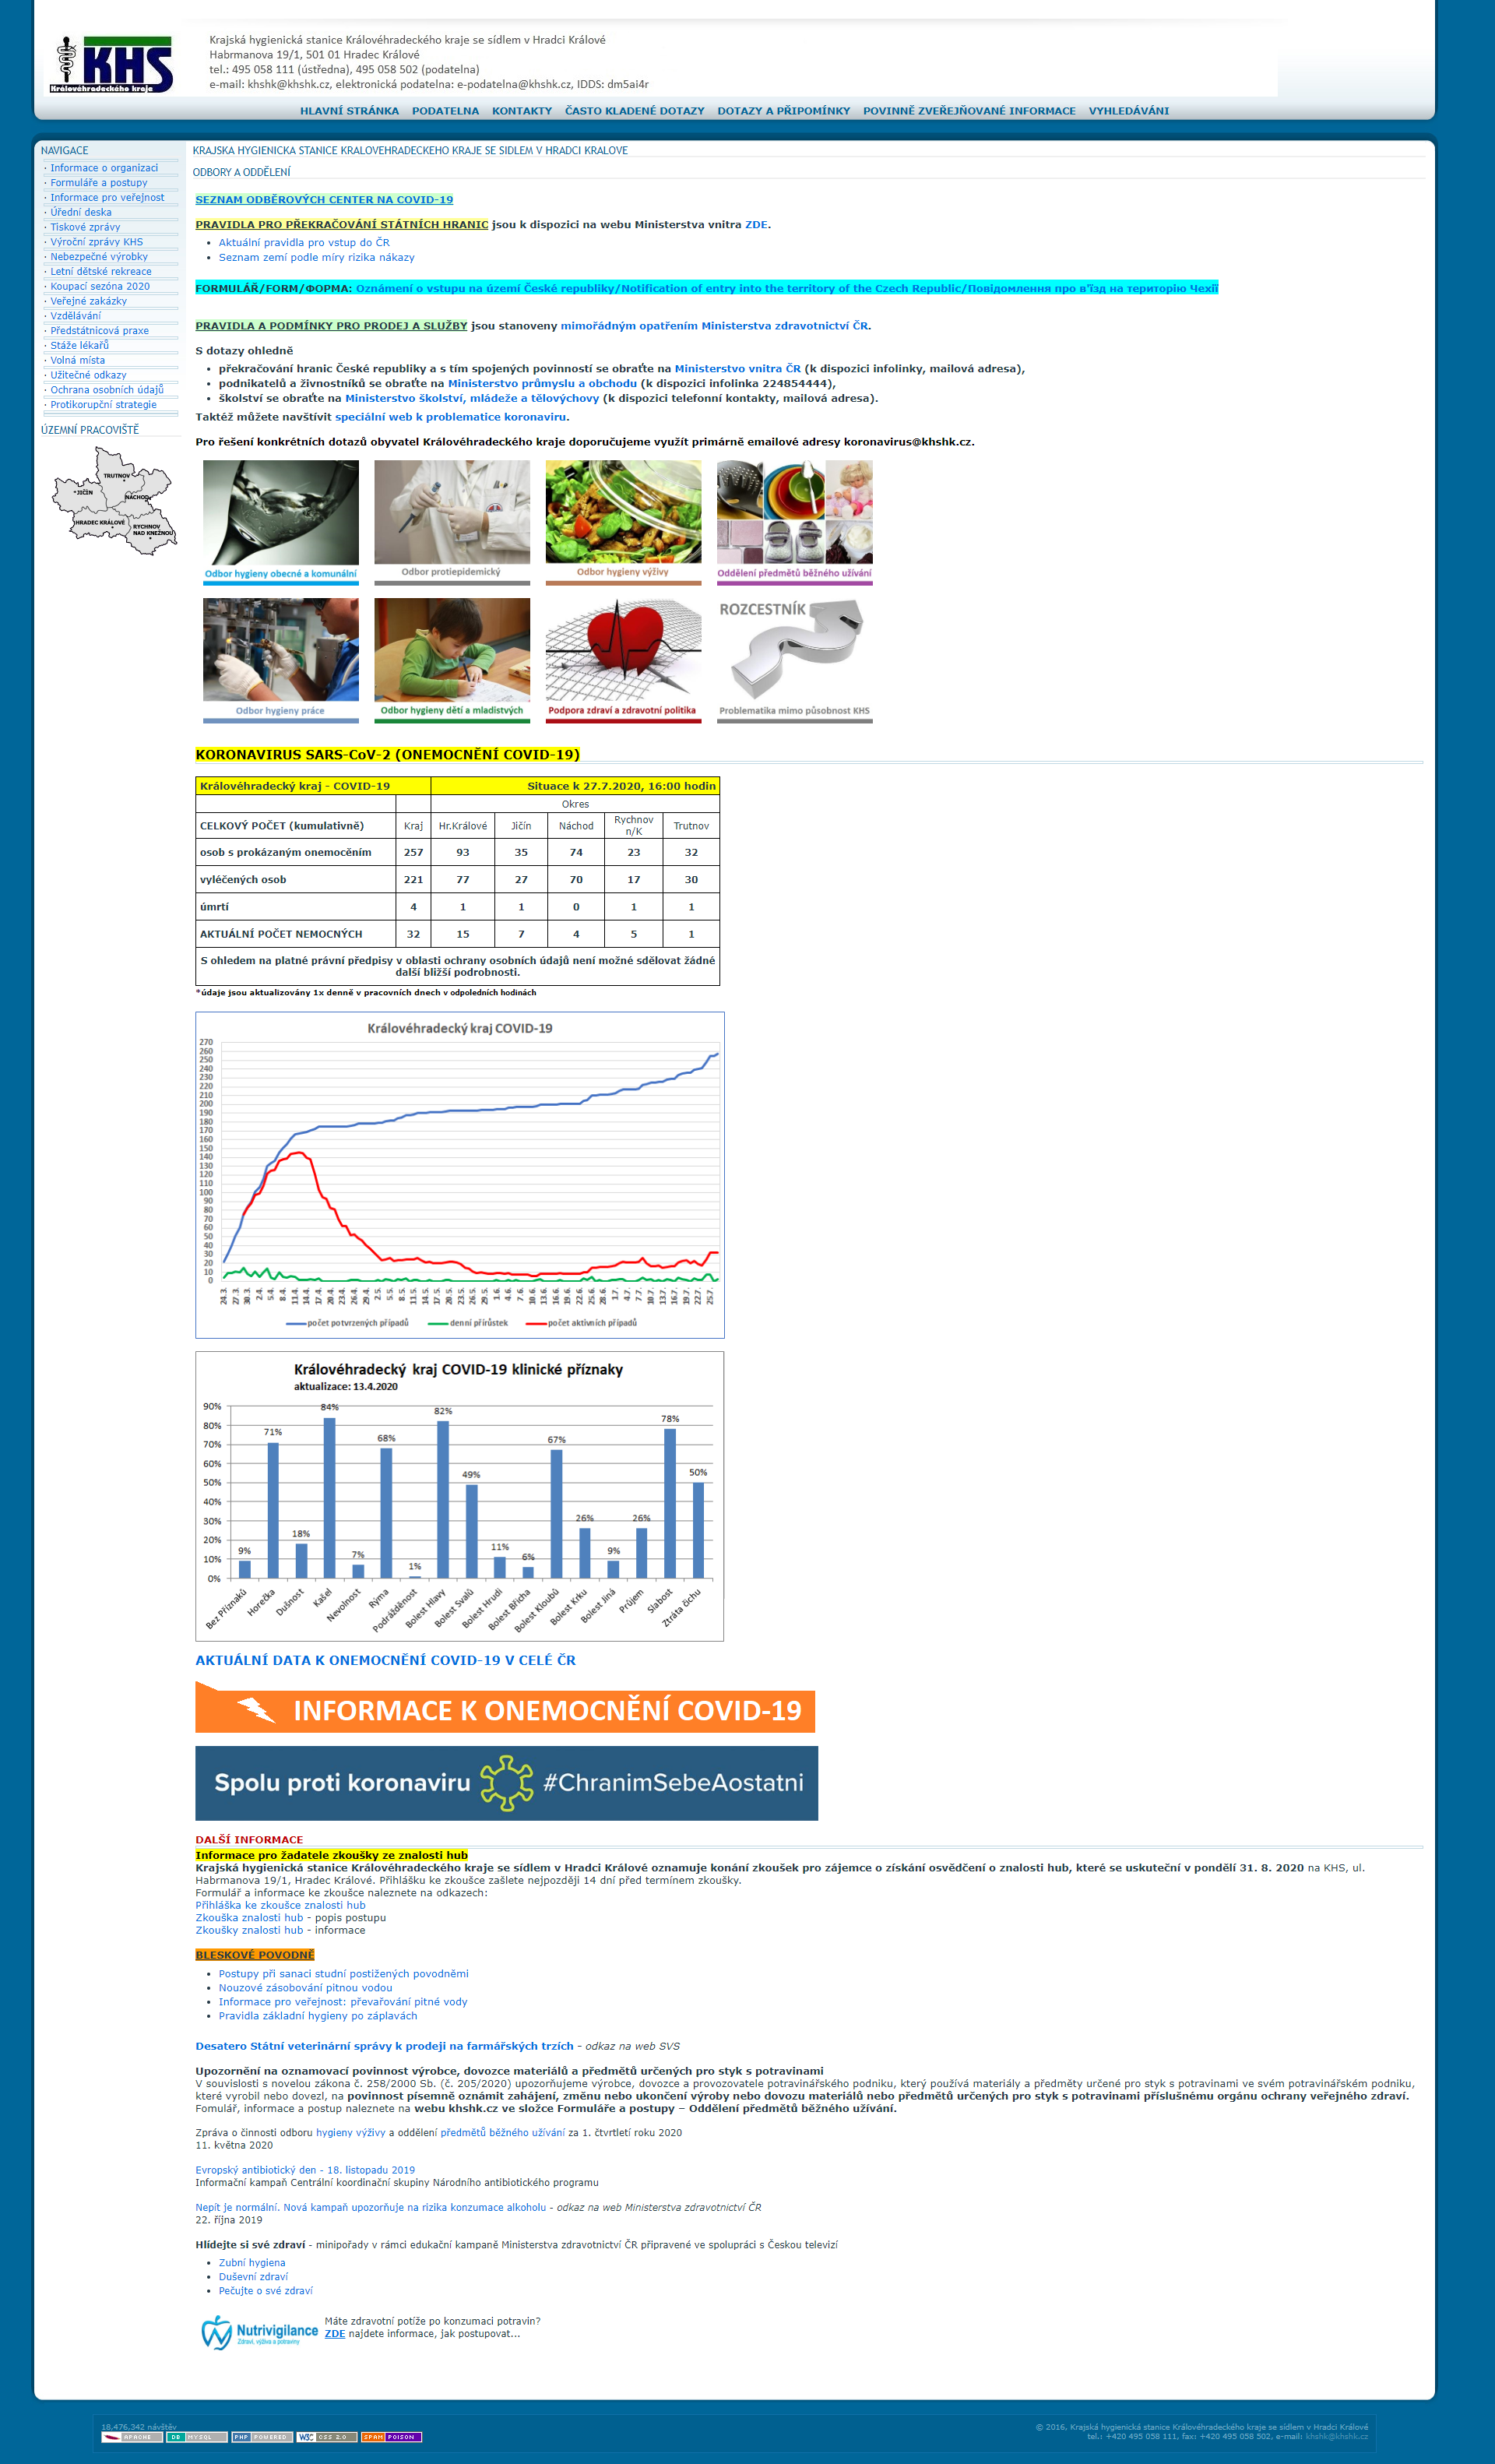 KHS
Královéhradeckého kraje
Krajská hygienická stanice Královéhradeckého kraje se sídlem v Hradci Králové
Habrmanova 19/1, 501 01 Hradec Králové
tel.: 495 058 111 (ústředna), 495 058 502 (podatelna)
e-mail: khshk@khshk.cz, elektronická podatelna: e-podatelna@khshk.cz, IDDS: dm5ai4r
HLAVNÍ STRÁNKA PODATELNA KONTAKTY ČASTO KLADENÉ DOTAZY DOTAZY A PŘIPOMÍNKY POVINNĚ ZVEŘEJŇOVANÉ INFORMACE VYHLEDÁVÁNI
NAVIGACE
· Informace o organizaci
· Formuláře a postupy
· Informace pro veřejnost
· Úřední deska
· Tiskové zprávy
· Výroční zprávy KHS
· Nebezpečné výrobky
· Letní dětské rekreace
· Koupací sezóna 2020
· Veřejné zakázky
· Vzdělávání
· Předstátnicová praxe
· Stáže lékařů
· Volná místa
· Užitečné odkazy
· Ochrana osobních údajů
· Protikorupční strategie
ÚZEMNÍ PRACOVIŠTĚ
TRUTNOV
JIČÍN
NÁCHOD
HRADEC KRÁLOVÉ
RYCHNOV
NAD KNEŽNOU
KRAJSKA HYGIENICKA STANICE KRALOVEHRADECKEHO KRAJE SE SIDLEM V HRADCI KRALOVE
ODBORY A ODDĚLENÍ
SEZNAM ODBĚROVÝCH CENTER NA COVID-19
PRAVIDLA PRO PŘEKRAČOVÁNÍ STÁTNÍCH HRANIC jsou k dispozici na webu Ministerstva vnitra ZDE.
Aktuální pravidla pro vstup do ČR
Seznam zemí podle míry rizika nákazy
FORMULÁŘ/FORM/ФОРМА: Oznámení o vstupu na území České republiky/Notification of entry into the territory of the Czech Republic/Повідомлення про в'їзд на територію Чехії
PRAVIDLA A PODMÍNKY PRO PRODEJ A SLUŽBY jsou stanoveny mimořádným opatřením Ministerstva zdravotnictví ČR.
S dotazy ohledně
překračování hranic České republiky a s tím spojených povinností se obraťte na Ministerstvo vnitra ČR (k dispozici infolinky, mailová adresa),
podnikatelů a živnostníků se obraťte na Ministerstvo průmyslu a obchodu (k dispozici infolinka 224854444),
školství se obraťte na Ministerstvo školství, mládeže a tělovýchovy (k dispozici telefonní kontakty, mailová adresa).
Taktéž můžete navštívit speciální web k problematice koronaviru.
Pro řešení konkrétních dotazů obyvatel Královéhradeckého kraje doporučujeme využít primárně emailové adresy koronavirus@khshk.cz.
Odbor hygieny obecné a komunální
Odbor protiepidemický
Odbor hygieny výživy
Oddělení předmětů běžného užívání
ROZCESTNÍK
Odbor hygieny práce
Odbor hygieny dětí a mladistvých
Podpora zdraví a zdravotní politika
Problematika mimo působnost KHS
KORONAVIRUS SARS-CoV-2 (ONEMOCNĚNÍ COVID-19)
Královéhradecký kraj - COVID-19 Situace k 27.7.2020, 16:00 hodin
Okres
CELKOVÝ POČET (kumulativně) Kraj Hr.Králové Jičín Náchod Rychnov n/K Trutnov
osob s prokázaným onemocěním 257 93 35 74 23 32
vyléčených osob 221 77 27 70 17 30
úmrtí 4 1 1 0 1 1
AKTUÁLNÍ POČET NEMOCNÝCH 32 15 7 4 5 1
S ohledem na platné právní předpisy v oblasti ochrany osobních údajů není možné sdělovat žádné
další bližší podrobnosti.
*údaje jsou aktualizovány 1x denně v pracovních dnech v odpoledních hodinách
Královéhradecký kraj COVID-19
270
260
250
240
230
220
210
200
190
180
170
160
150
140
130
120
110
100
90
80
70
60
50
40
30
20
10
0
24.3. 27.3. 30.3. 2.4. 5.4. 8.4. 11.4. 14.4. 17.4. 20.4. 23.4. 26.4. 29.4. 2.5. 5.5. 8.5. 11.5. 14.5. 17.5. 20.5. 23.5. 26.5. 29.5. 1.6. 4.6. 7.6. 10.6. 13.6. 16.6. 19.6. 22.6. 25.6. 28.6. 1.7. 4.7. 7.7. 10.7. 13.7. 16.7. 19.7. 22.7. 25.7.
počet potvrzených případů denní přírůstek počet aktivních případů
Královéhradecký kraj COVID-19 klinické příznaky
aktualizace: 13.4.2020
90%
80%
70%
60%
50%
40%
30%
20%
10%
0%
9% 71% 18% 84% 7% 68% 1% 82% 49% 11% 6% 67% 26% 9% 26% 78% 50%
Bez Příznaků Horečka Dušnost Kašel Nevolnost Rýma Podrážděnost Bolest Hlavy Bolest Svalů Bolest Hrudi Bolest Břicha Bolest Kloubů Bolest Krku Bolest Jiná Průjem Slabost Ztráta čichu
AKTUÁLNÍ DATA K ONEMOCNĚNÍ COVID-19 V CELÉ ČR
INFORMACE K ONEMOCNĚNÍ COVID-19
Spolu proti koronaviru #ChranimSebeAostatni
DALŠÍ INFORMACE
Informace pro žadatele zkoušky ze znalosti hub
Krajská hygienická stanice Královéhradeckého kraje se sídlem v Hradci Králové oznamuje konání zkoušek pro zájemce o získání osvědčení o znalosti hub, které se uskuteční v pondělí 31. 8. 2020 na KHS, ul.
Habrmanova 19/1, Hradec Králové. Přihlášku ke zkoušce zašlete nejpozději 14 dní před termínem zkoušky.
Formulář a informace ke zkoušce naleznete na odkazech:
Přihláška ke zkoušce znalosti hub
Zkouška znalosti hub - popis postupu
Zkoušky znalosti hub - informace
BLESKOVÉ POVODNĚ
Postupy při sanaci studní postižených povodněmi
Nouzové zásobování pitnou vodou
Informace pro veřejnost: převařování pitné vody
Pravidla základní hygieny po záplavách
Desatero Státní veterinární správy k prodeji na farmářských trzích - odkaz na web SVS
Upozornění na oznamovací povinnost výrobce, dovozce materiálů a předmětů určených pro styk s potravinami
V souvislosti s novelou zákona č. 258/2000 Sb. (č. 205/2020) upozorňujeme výrobce, dovozce a provozovatele potravinářského podniku, který používá materiály a předměty určené pro styk s potravinami ve svém potravinářském podniku,
které vyrobil nebo dovezl, na povinnost písemně oznámit zahájení, změnu nebo ukončení výroby nebo dovozu materiálů nebo předmětů určených pro styk s potravinami příslušnému orgánu ochrany veřejného zdraví.
Fomulář, informace a postup naleznete na webu khshk.cz ve složce Formuláře a postupy – Oddělení předmětů běžného užívání.
Zpráva o činnosti odboru hygieny výživy a oddělení předmětů běžného užívání za 1. čtvrtletí roku 2020
11. května 2020
Evropský antibiotický den - 18. listopadu 2019
Informační kampaň Centrální koordinační skupiny Národního antibiotického programu
Nepít je normální. Nová kampaň upozorňuje na rizika konzumace alkoholu - odkaz na web Ministerstva zdravotnictví ČR
22. října 2019
Hlídejte si své zdraví - minipořady v rámci edukační kampaně Ministerstva zdravotnictví ČR připravené ve spolupráci s Českou televizí
Zubní hygiena
Duševní zdraví
Pečujte o své zdraví
Nutrivigilance
Zdraví, výživa a potraviny
Máte zdravotní potíže po konzumaci potravin?
ZDE najdete informace, jak postupovat...
18,476,342 návštěv
APACHE DB MYSQL PHP POWERED W3C CSS 2.0 SPAM POISON
© 2016, Krajská hygienická stanice Královéhradeckého kraje se sídlem v Hradci Králové
tel.: +420 495 058 111, fax: +420 495 058 502, e-mail: khshk@khshk.cz